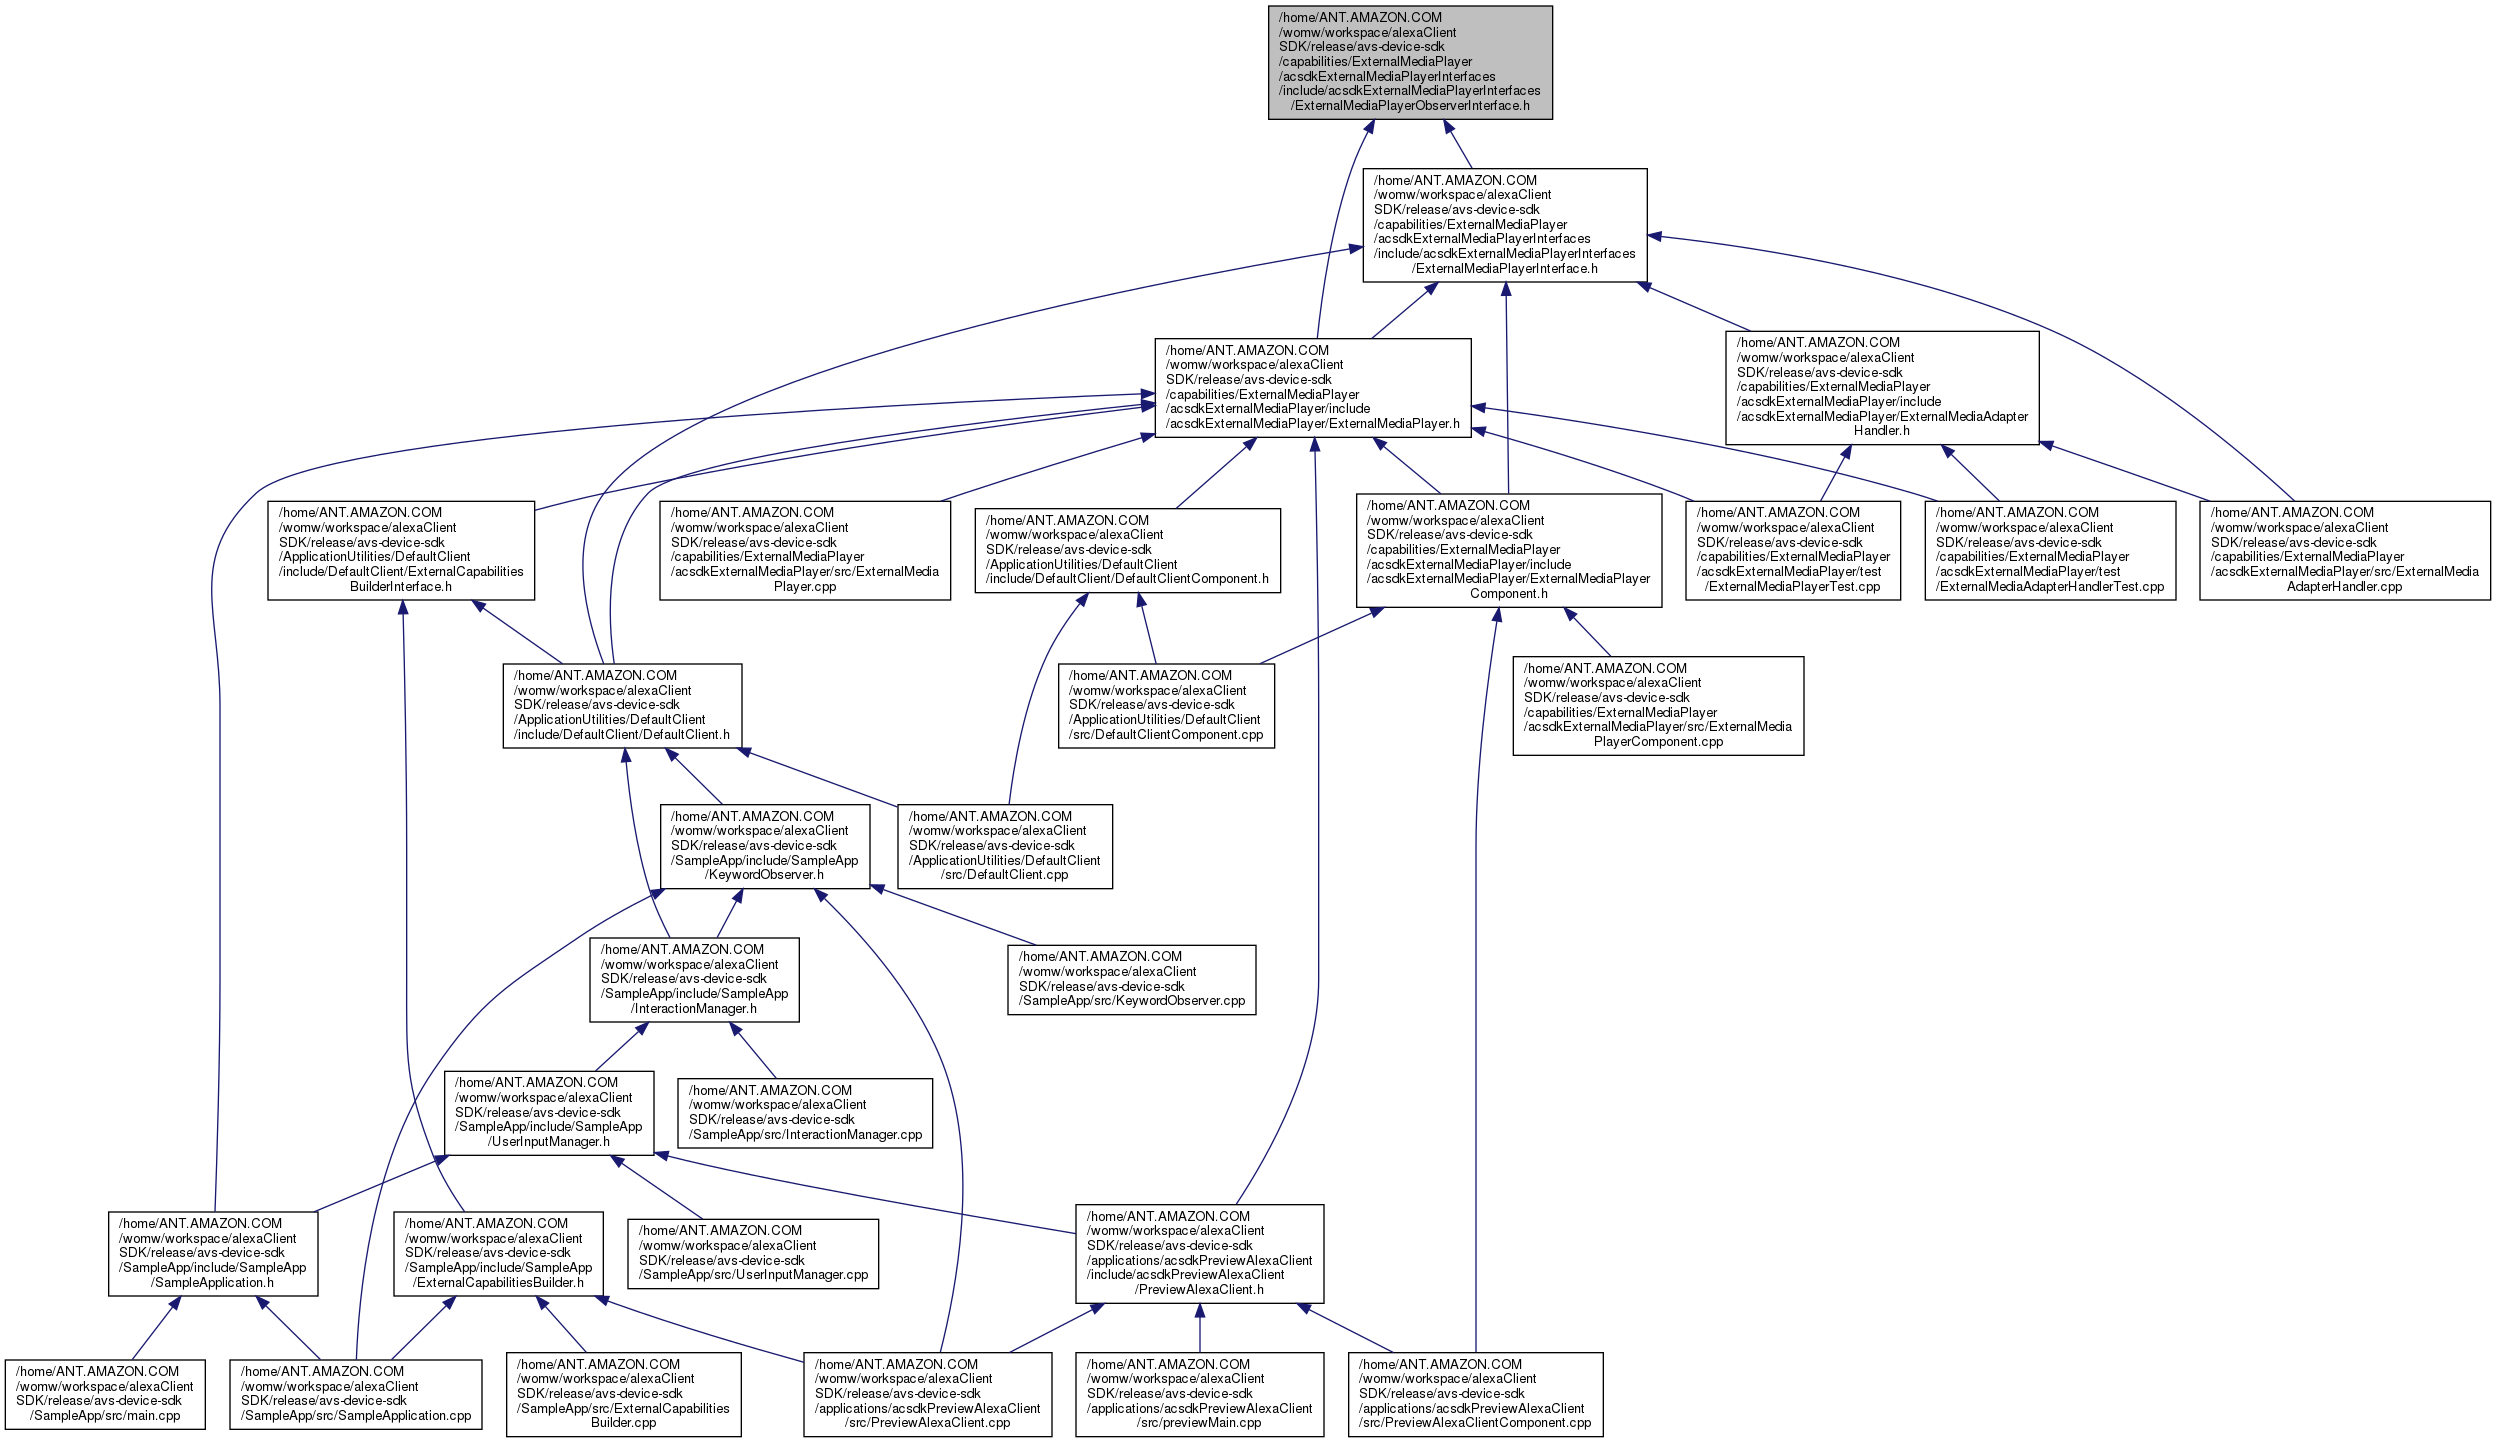 /home/ANT.AMAZON.COM
/womw/workspace/alexaClient
SDK/release/avs-device-sdk
/capabilities/ExternalMediaPlayer
/acsdkExternalMediaPlayerInterfaces
/include/acsdkExternalMediaPlayerInterfaces
/ExternalMediaPlayerObserverInterface.h
/home/ANT.AMAZON.COM
/womw/workspace/alexaClient
SDK/release/avs-device-sdk
/capabilities/ExternalMediaPlayer
/acsdkExternalMediaPlayerInterfaces
/include/acsdkExternalMediaPlayerInterfaces
/ExternalMediaPlayerInterface.h
/home/ANT.AMAZON.COM
/womw/workspace/alexaClient
SDK/release/avs-device-sdk
/capabilities/ExternalMediaPlayer
/acsdkExternalMediaPlayer/include
/acsdkExternalMediaPlayer/ExternalMediaPlayer.h
/home/ANT.AMAZON.COM
/womw/workspace/alexaClient
SDK/release/avs-device-sdk
/capabilities/ExternalMediaPlayer
/acsdkExternalMediaPlayer/include
/acsdkExternalMediaPlayer/ExternalMediaAdapter
Handler.h
/home/ANT.AMAZON.COM
/womw/workspace/alexaClient
SDK/release/avs-device-sdk
/ApplicationUtilities/DefaultClient
/include/DefaultClient/ExternalCapabilities
BuilderInterface.h
/home/ANT.AMAZON.COM
/womw/workspace/alexaClient
SDK/release/avs-device-sdk
/capabilities/ExternalMediaPlayer
/acsdkExternalMediaPlayer/src/ExternalMedia
Player.cpp
/home/ANT.AMAZON.COM
/womw/workspace/alexaClient
SDK/release/avs-device-sdk
/ApplicationUtilities/DefaultClient
/include/DefaultClient/DefaultClientComponent.h
/home/ANT.AMAZON.COM
/womw/workspace/alexaClient
SDK/release/avs-device-sdk
/capabilities/ExternalMediaPlayer
/acsdkExternalMediaPlayer/include
/acsdkExternalMediaPlayer/ExternalMediaPlayer
Component.h
/home/ANT.AMAZON.COM
/womw/workspace/alexaClient
SDK/release/avs-device-sdk
/capabilities/ExternalMediaPlayer
/acsdkExternalMediaPlayer/test
/ExternalMediaPlayerTest.cpp
/home/ANT.AMAZON.COM
/womw/workspace/alexaClient
SDK/release/avs-device-sdk
/capabilities/ExternalMediaPlayer
/acsdkExternalMediaPlayer/test
/ExternalMediaAdapterHandlerTest.cpp
/home/ANT.AMAZON.COM
/womw/workspace/alexaClient
SDK/release/avs-device-sdk
/capabilities/ExternalMediaPlayer
/acsdkExternalMediaPlayer/src/ExternalMedia
AdapterHandler.cpp
/home/ANT.AMAZON.COM
/womw/workspace/alexaClient
SDK/release/avs-device-sdk
/ApplicationUtilities/DefaultClient
/include/DefaultClient/DefaultClient.h
/home/ANT.AMAZON.COM
/womw/workspace/alexaClient
SDK/release/avs-device-sdk
/ApplicationUtilities/DefaultClient
/src/DefaultClientComponent.cpp
/home/ANT.AMAZON.COM
/womw/workspace/alexaClient
SDK/release/avs-device-sdk
/capabilities/ExternalMediaPlayer
/acsdkExternalMediaPlayer/src/ExternalMedia
PlayerComponent.cpp
/home/ANT.AMAZON.COM
/womw/workspace/alexaClient
SDK/release/avs-device-sdk
/SampleApp/include/SampleApp
/KeywordObserver.h
/home/ANT.AMAZON.COM
/womw/workspace/alexaClient
SDK/release/avs-device-sdk
/ApplicationUtilities/DefaultClient
/src/DefaultClient.cpp
/home/ANT.AMAZON.COM
/womw/workspace/alexaClient
SDK/release/avs-device-sdk
/SampleApp/include/SampleApp
/InteractionManager.h
/home/ANT.AMAZON.COM
/womw/workspace/alexaClient
SDK/release/avs-device-sdk
/SampleApp/src/KeywordObserver.cpp
/home/ANT.AMAZON.COM
/womw/workspace/alexaClient
SDK/release/avs-device-sdk
/SampleApp/include/SampleApp
/UserInputManager.h
/home/ANT.AMAZON.COM
/womw/workspace/alexaClient
SDK/release/avs-device-sdk
/SampleApp/src/InteractionManager.cpp
/home/ANT.AMAZON.COM
/womw/workspace/alexaClient
SDK/release/avs-device-sdk
/SampleApp/include/SampleApp
/SampleApplication.h
/home/ANT.AMAZON.COM
/womw/workspace/alexaClient
SDK/release/avs-device-sdk
/SampleApp/include/SampleApp
/ExternalCapabilitiesBuilder.h
/home/ANT.AMAZON.COM
/womw/workspace/alexaClient
SDK/release/avs-device-sdk
/SampleApp/src/UserInputManager.cpp
/home/ANT.AMAZON.COM
/womw/workspace/alexaClient
SDK/release/avs-device-sdk
/applications/acsdkPreviewAlexaClient
/include/acsdkPreviewAlexaClient
/PreviewAlexaClient.h
/home/ANT.AMAZON.COM
/womw/workspace/alexaClient
SDK/release/avs-device-sdk
/SampleApp/src/main.cpp
/home/ANT.AMAZON.COM
/womw/workspace/alexaClient
SDK/release/avs-device-sdk
/SampleApp/src/SampleApplication.cpp
/home/ANT.AMAZON.COM
/womw/workspace/alexaClient
SDK/release/avs-device-sdk
/SampleApp/src/ExternalCapabilities
Builder.cpp
/home/ANT.AMAZON.COM
/womw/workspace/alexaClient
SDK/release/avs-device-sdk
/applications/acsdkPreviewAlexaClient
/src/PreviewAlexaClient.cpp
/home/ANT.AMAZON.COM
/womw/workspace/alexaClient
SDK/release/avs-device-sdk
/applications/acsdkPreviewAlexaClient
/src/previewMain.cpp
/home/ANT.AMAZON.COM
/womw/workspace/alexaClient
SDK/release/avs-device-sdk
/applications/acsdkPreviewAlexaClient
/src/PreviewAlexaClientComponent.cpp